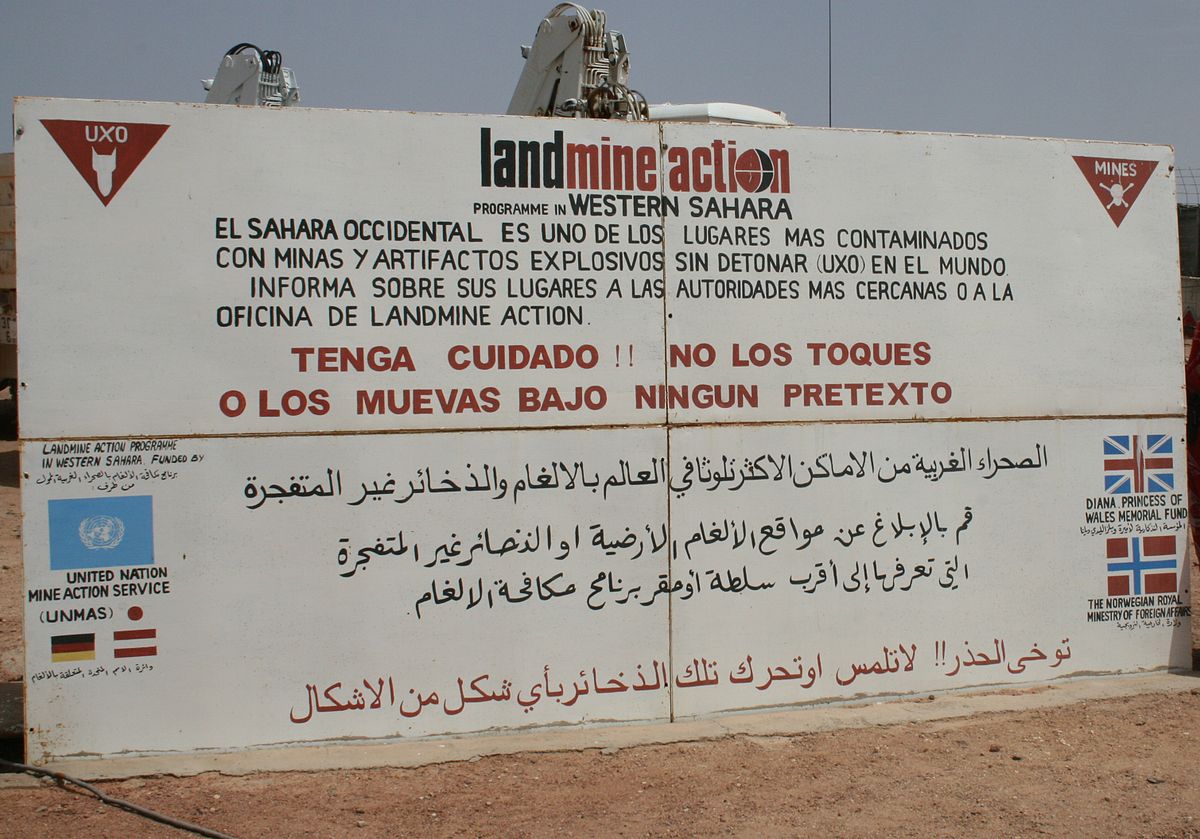 UXO
landmine action
MINES
PROGRAMME IN WESTERN SAHARA
EL SAHARA OCCIDENTAL ES UNO DE LOS LUGARES MAS CONTAMINADOS
CON MINAS Y ARTIFACTOS EXPLOSIVOS SIN DETONAR (UXO) EN EL MUNDO.
INFORMA SOBRE SUS LUGARES A LAS AUTORIDADES MAS CERCANAS O A LA
OFICINA DE LANDMINE ACTION.
TENGA CUIDADO !! NO LOS TOQUES
O LOS MUEVAS BAJO NINGUN PRETEXTO
LANDMINE ACTION PROGRAMME
IN WESTERN SAHARA. FUNDED BY
من طرف:
UNITED NATION
MINE ACTION SERVICE
(UNMAS)
الصحراء الغربية من الاماكن الاكثر تلوثا في العالم بالالغام والذخائر غير المتفجرة
قم بالإبلاغ عن مواقع الألغام الأرضية او الذخائر غير المتفجرة
التي تعرفها إلى أقرب سلطة أو مقر برنامج مكافحة الالغام.
توخى الحذر!! لاتلمس اوتحرك تلك الذخائر بأي شكل من الاشكال
DIANA, PRINCESS OF
WALES MEMORIAL FUND
THE NORWEGIAN ROYAL
MINISTRY OF FOREIGN AFFAIRS